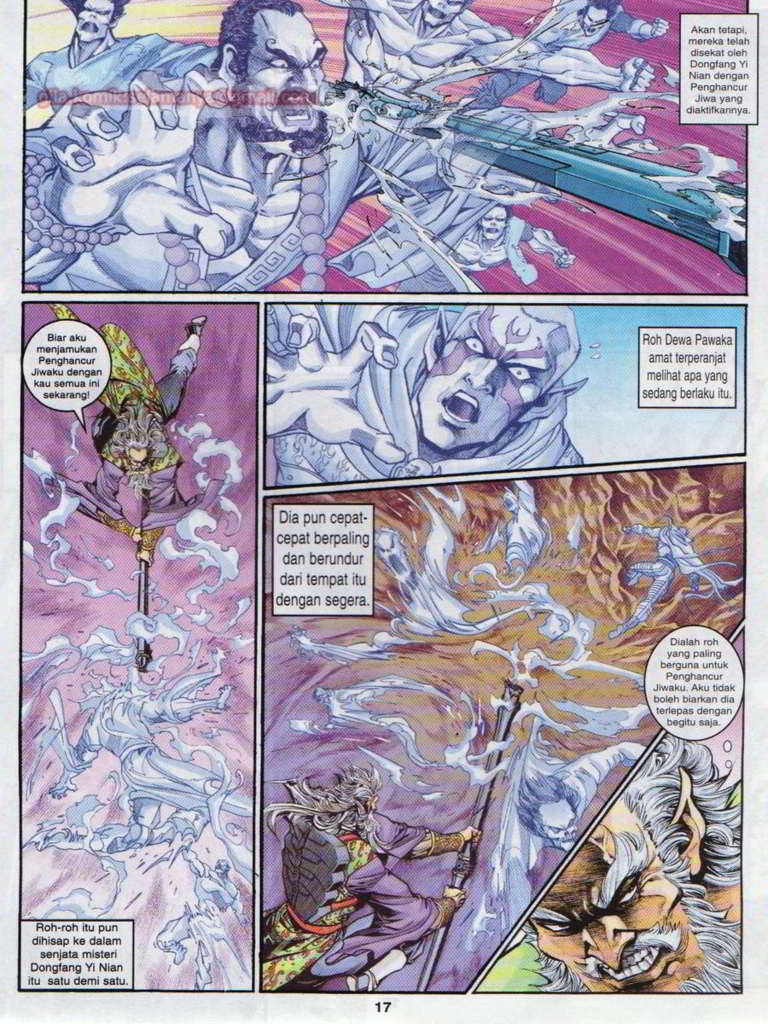 Akan tetapi,
mereka telah
disekat oleh
Dongfang Yi
Nian dengan
Penghancur
Jiwa yang
diaktifkannya.
Biar aku
menjamukan
Penghancur
Jiwaku dengan
kau semua ini
sekarang!
Roh-roh itu pun
dihisap ke dalam
senjata misteri
Dongfang Yi Nian
itu satu demi satu.
Roh Dewa Pawaka
amat terperanjat
melihat apa yang
sedang berlaku itu.
Dia pun cepat-
cepat berpaling
dan berundur
dari tempat itu
dengan segera.
Dialah roh
yang paling
berguna untuk
Penghancur
Jiwaku. Aku tidak
boleh biarkan dia
terlepas dengan
begitu saja.
17